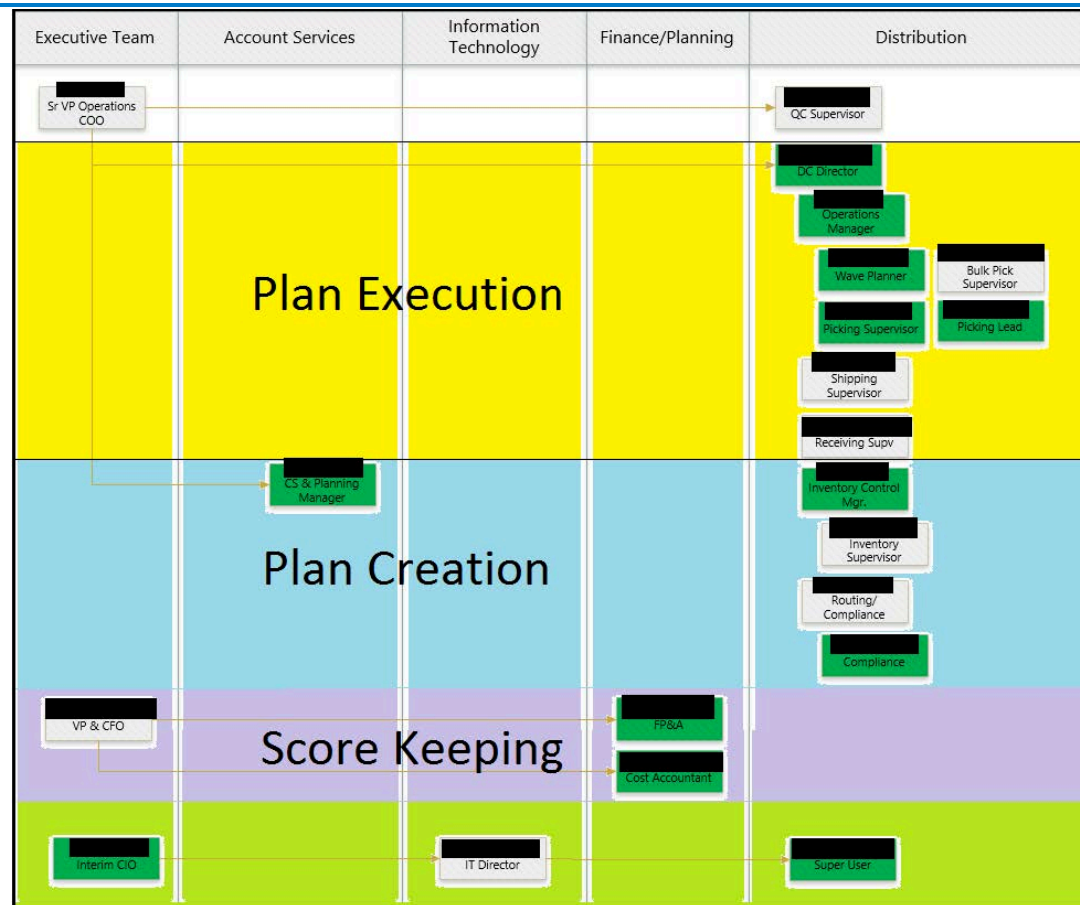 Executive Team
Account Services
Information
Technology
Finance/Planning
Distribution
Sr VP Operations
COO
QC Supervisor
DC Director
Operations
Manager
Wave Planner
Bulk Pick
Supervisor
Plan Execution
Picking Supervisor
Picking Lead
Shipping
Supervisor
Receiving Supv
CS & Planning
Manager
Inventory Control
Mgr.
Plan Creation
Inventory
Supervisor
Routing/
Compliance
Compliance
VP & CFO
FP&A
Score Keeping
Cost Accountant
Interim CIO
IT Director
Super User